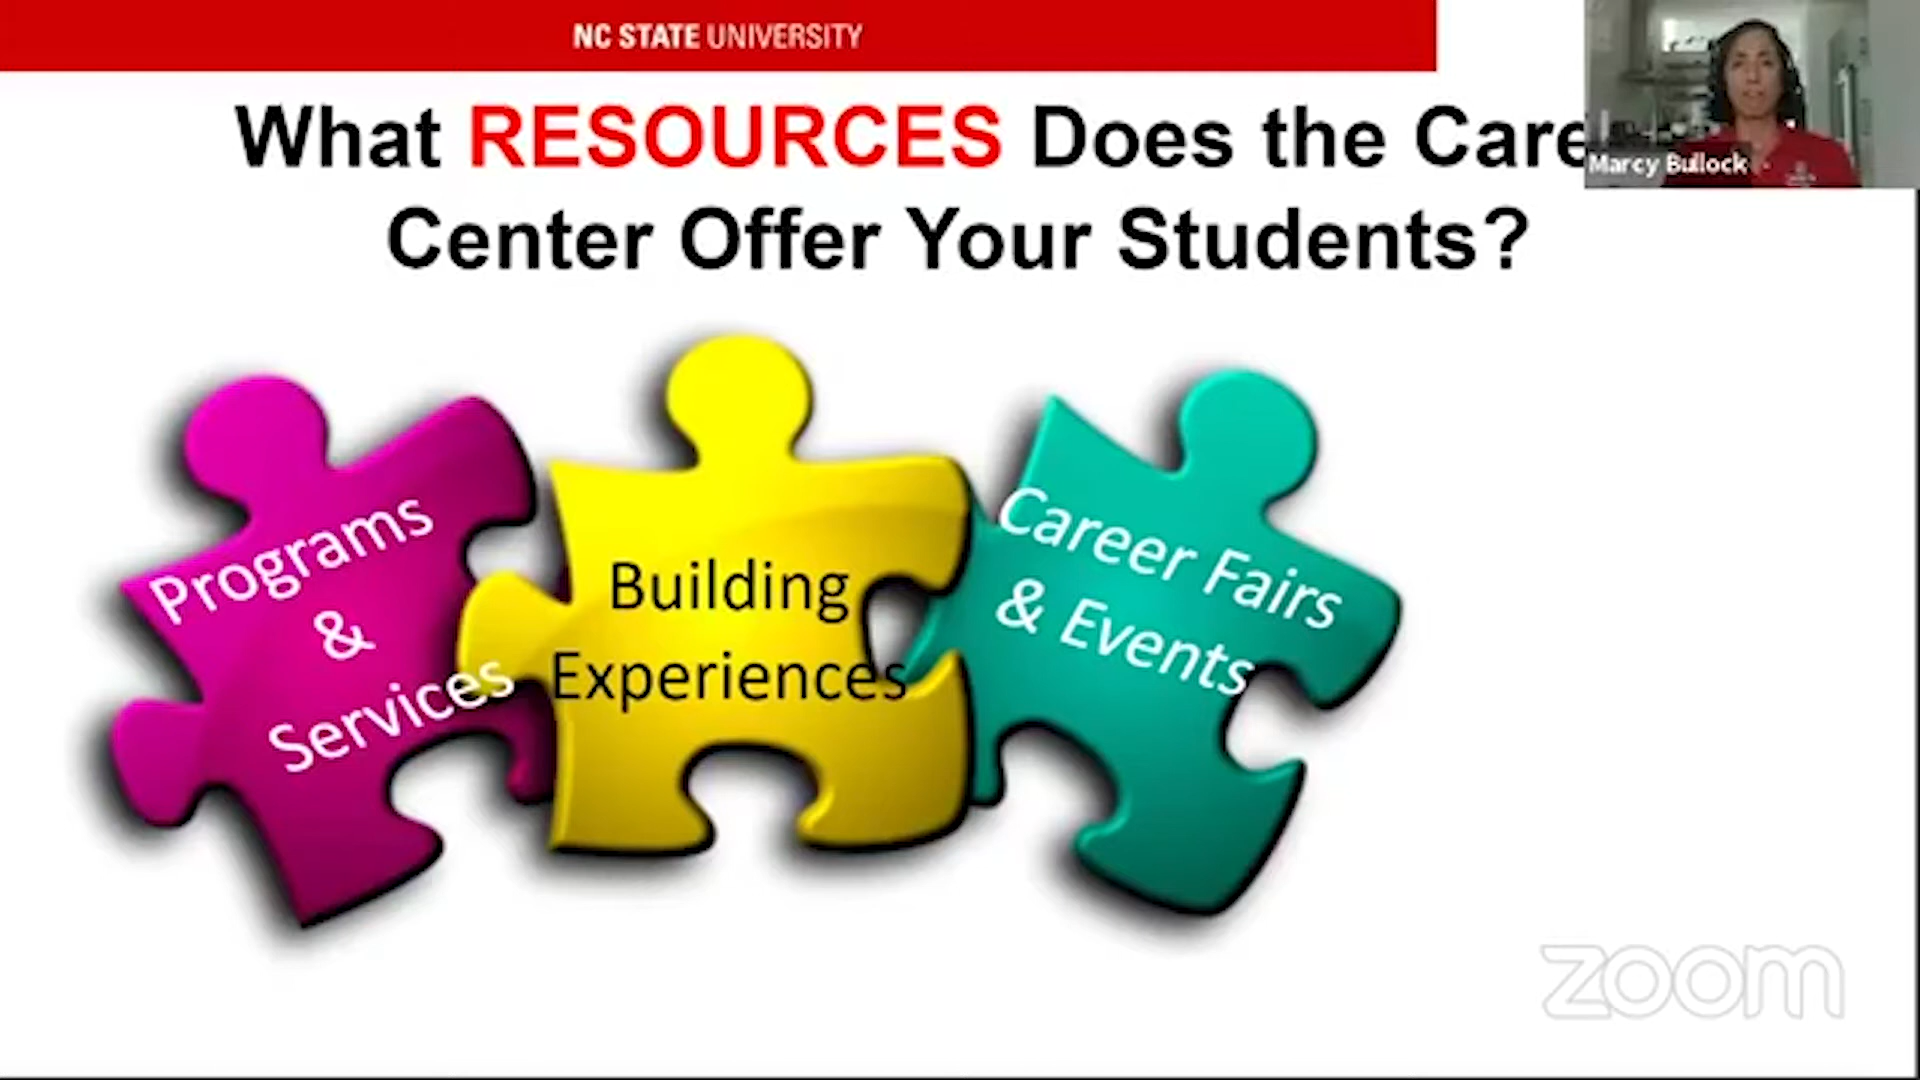 NC STATE UNIVERSITY
What RESOURCES Does the Care
Center Offer Your Students?
Marcy Bullock
Programs
&
Services
Building
Experiences
Career Fairs
& Events
zoom